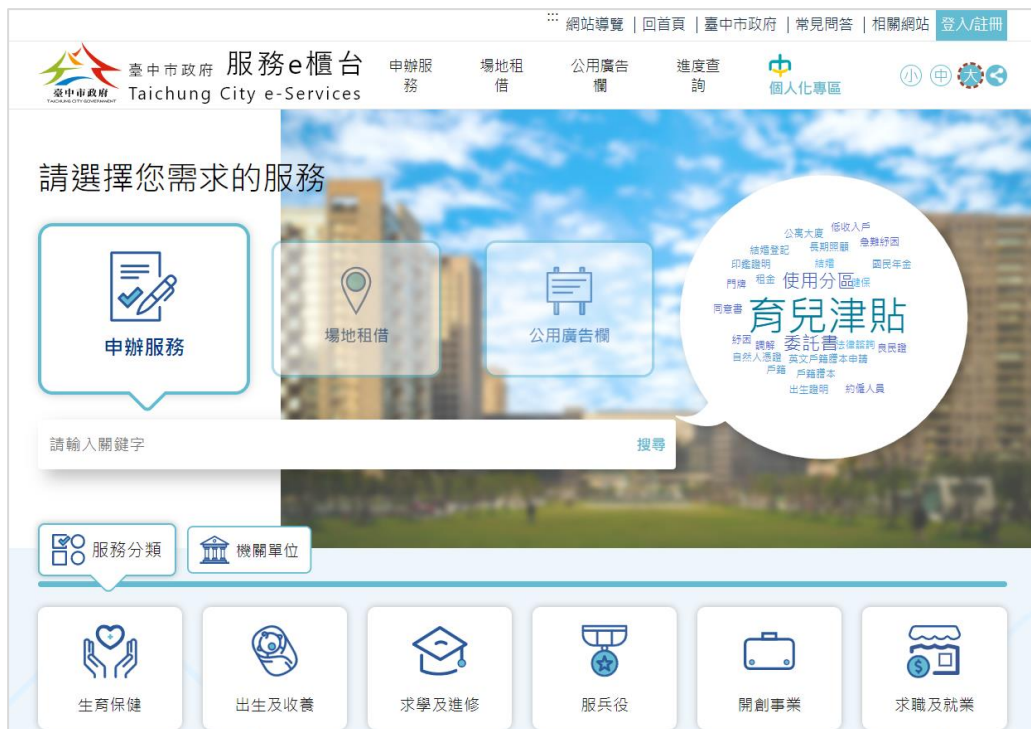 ::: 網站導覽 | 回首頁 | 臺中市政府 | 常見問答 | 相關網站 登入/註冊
臺中市政府
TAICHUNG CITY GOVERNMENT
臺中市政府 服務e櫃台
Taichung City e-Services
申辦服務
場地租借
公用廣告欄
進度查詢
個人化專區
小 中 大
請選擇您需求的服務
申辦服務
場地租借
公用廣告欄
公寓大廈 低收入戶
結婚登記 長期照顧 急難紓困
印鑑證明 結婚 國民年金
門牌 租金 使用分區 健保
同意書 育兒津貼
紓困 調解 委託書 法律諮詢 良民證
自然人憑證 英文戶籍謄本申請
戶籍 戶籍謄本
出生證明 約僱人員
請輸入關鍵字 搜尋
服務分類 機關單位
生育保健 出生及收養 求學及進修 服兵役 開創事業 求職及就業